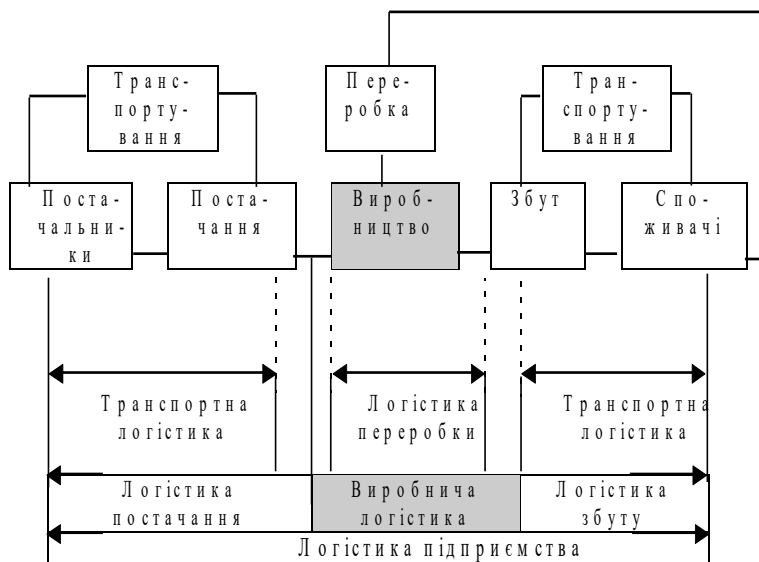 Транс-
порту-
вання
Пере-
робка
Тран-
спорту-
вання
Поста-
чальни-
ки
Поста-
чання
Вироб-
ництво
Збут
Спо-
живачі
Транспортна
логістика
Логістика
переробки
Транспортна
логістика
Логістика
постачання
Виробнича
логістика
Логістика
збуту
Логістика підприємства